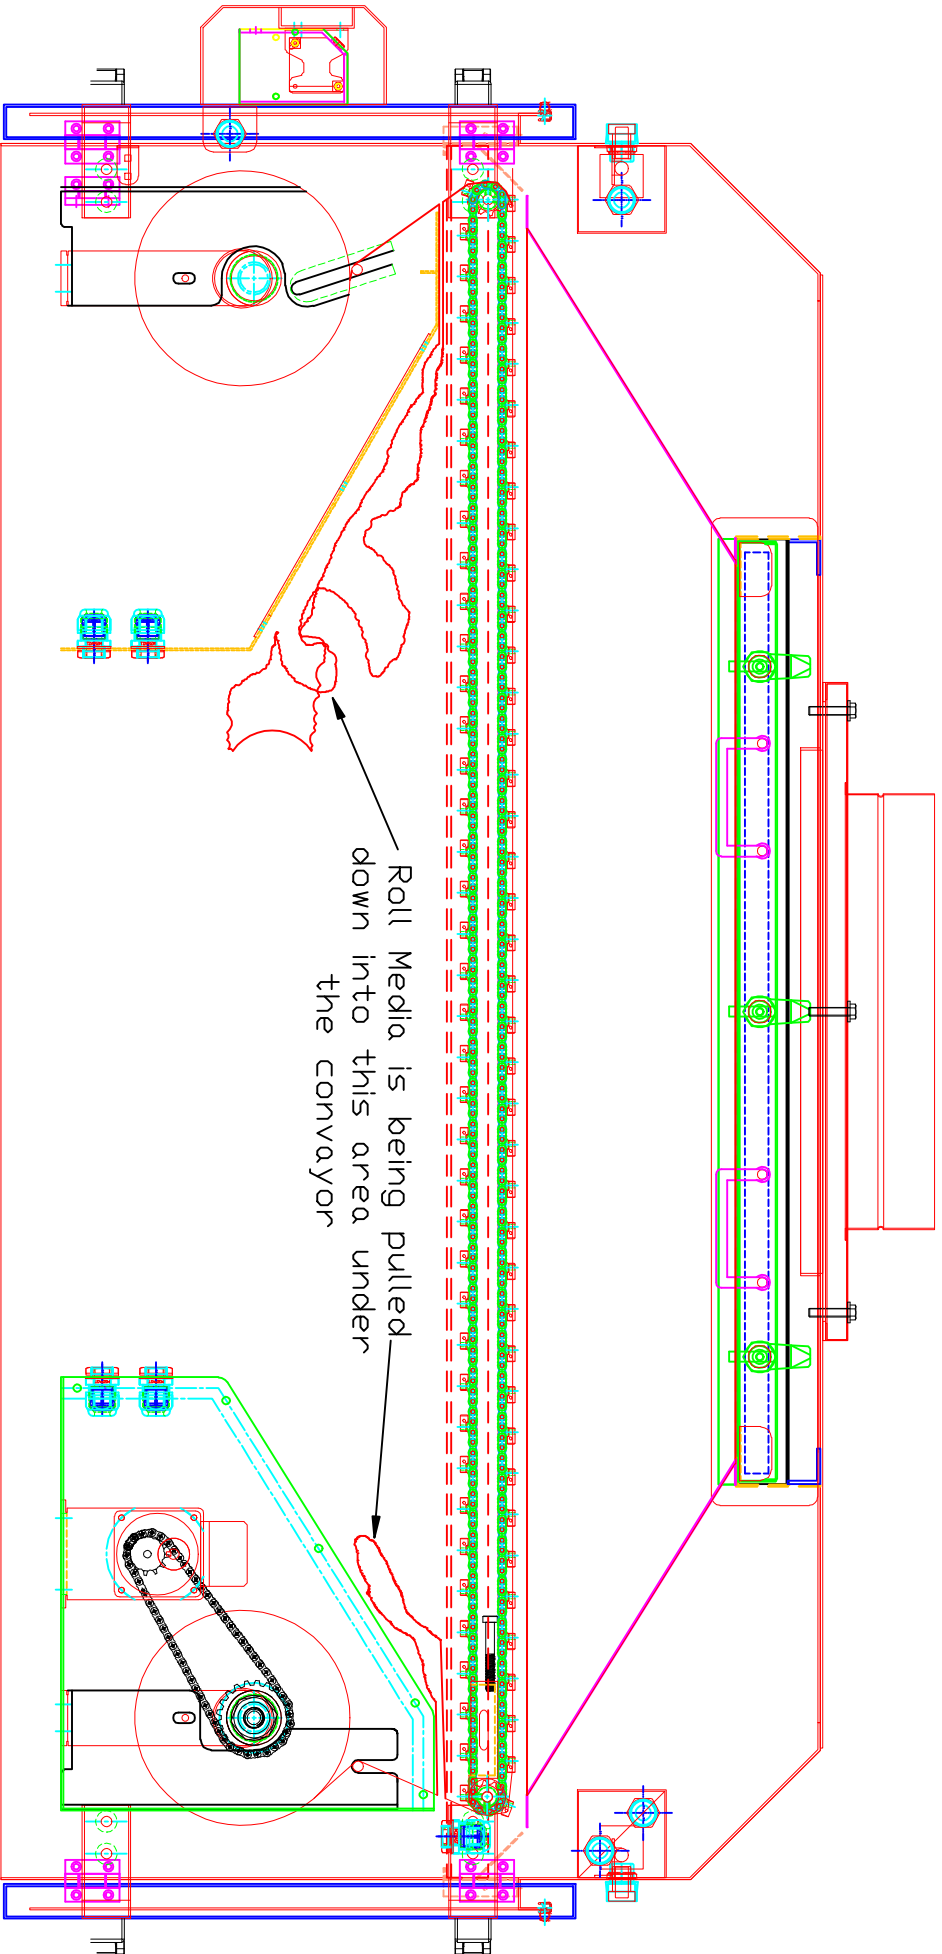 Roll Media is being pulled
down into this area under
the convayor